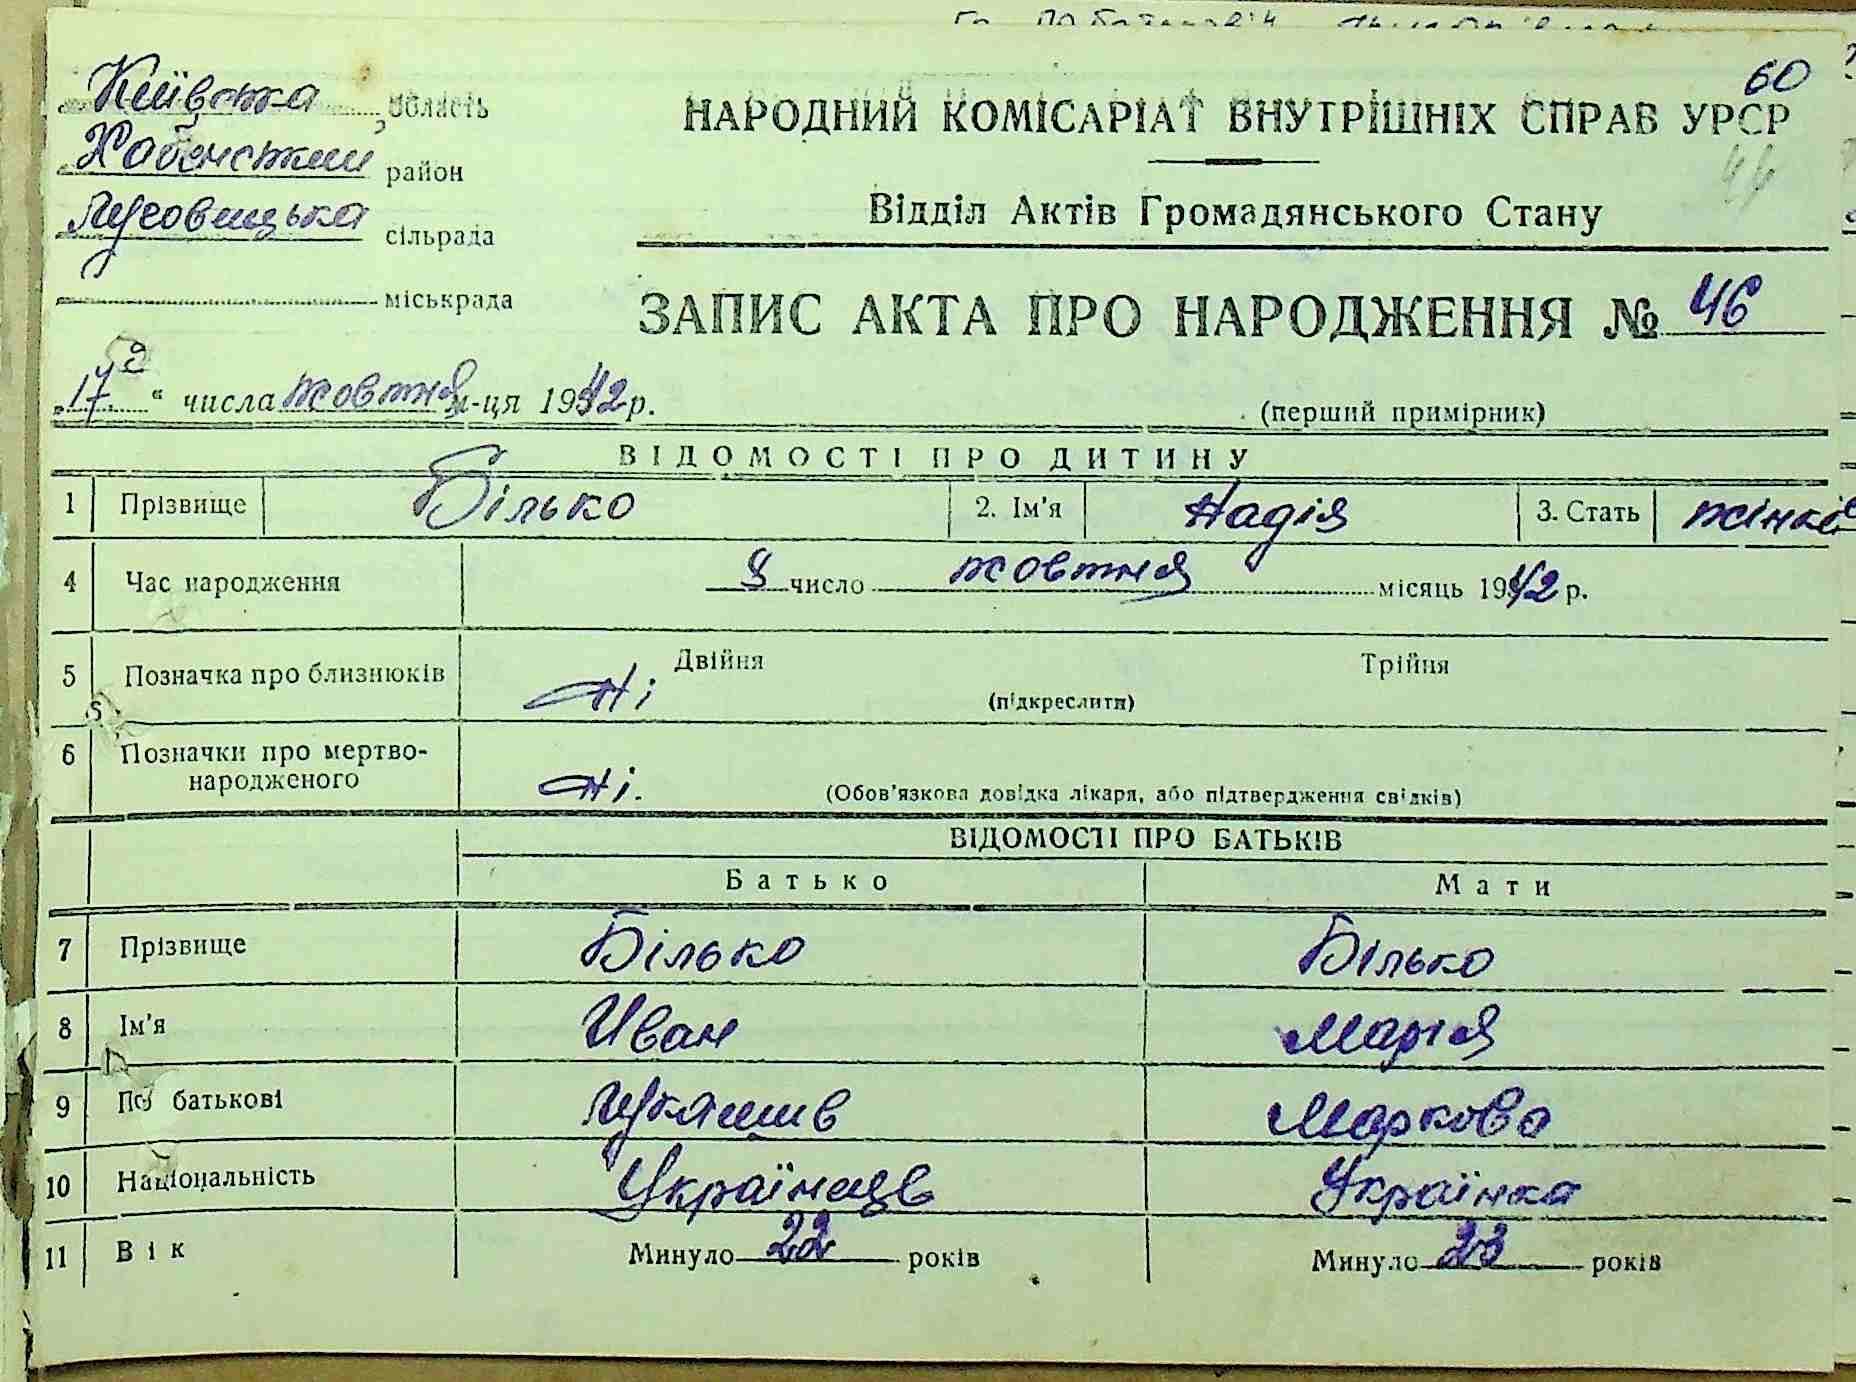 60
Київська область
Хабенський район
НАРОДНИЙ КОМІСАРІАТ ВНУТРІШНІХ СПРАВ УРСР
44
Луговицька сільрада
Відділ Актів Громадянського Стану
міськрада
ЗАПИС АКТА ПРО НАРОДЖЕННЯ № 46
„17“ числа жовтня м-ця 1942 р.
(перший примірник)
ВІДОМОСТІ ПРО ДИТИНУ
1 Прізвище Білько 2. Ім'я Надія 3. Стать
4 Час народження число жовтня місяць 1942 р.
5 Позначка про близнюків Ні Двійня Трійня
(підкреслити)
6 Позначки про мертво-
народженого Ні. (Обов'язкова довідка лікаря, або підтвердження свідків)
ВІДОМОСТІ ПРО БАТЬКІВ
Батько Мати
7 Прізвище Білько Білько
8 Ім'я Иван Марія
9 По батькові Лукашив Маркова
10 Національність Українець Українка
11 Вік Минуло 22 років Минуло 23 років